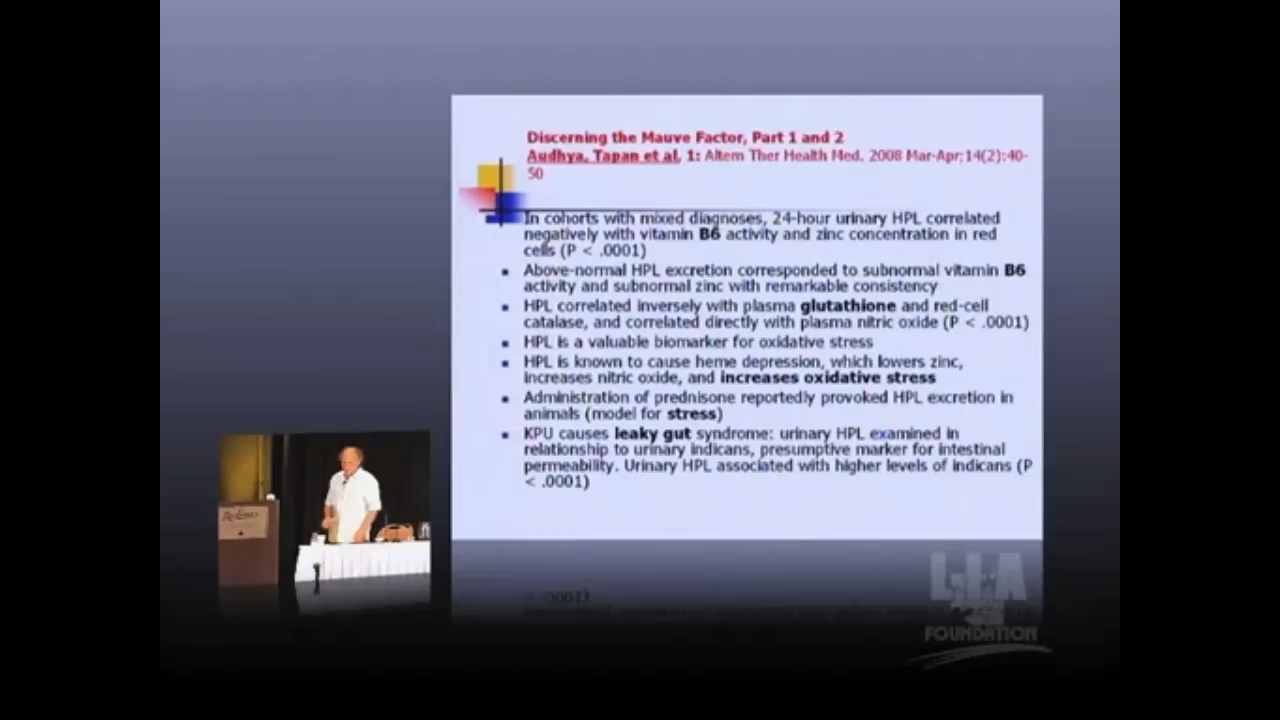 Discerning the Mauve Factor, Part 1 and 2
Audhya, Tapan et al, 1: Altern Ther Health Med. 2008 Mar-Apr;14(2):40-
50
In cohorts with mixed diagnoses, 24-hour urinary HPL correlated
negatively with vitamin B6 activity and zinc concentration in red
cells (P < .0001)
Above-normal HPL excretion corresponded to subnormal vitamin B6
activity and subnormal zinc with remarkable consistency
HPL correlated inversely with plasma glutathione and red-cell
catalase, and correlated directly with plasma nitric oxide (P < .0001)
HPL is a valuable biomarker for oxidative stress
HPL is known to cause heme depression, which lowers zinc,
increases nitric oxide, and increases oxidative stress
Administration of prednisone reportedly provoked HPL excretion in
animals (model for stress)
KPU causes leaky gut syndrome: urinary HPL examined in
relationship to urinary indicans, presumptive marker for intestinal
permeability. Urinary HPL associated with higher levels of indicans (P
< .0001)
L-I-A
FOUNDATION